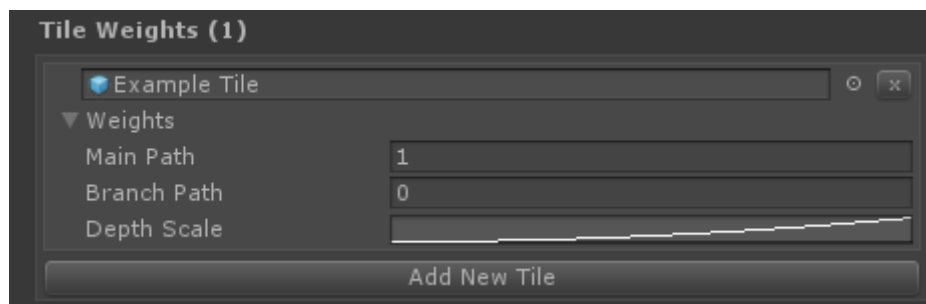 Tile Weights (1)
Example Tile x
Weights
Main Path 1
Branch Path 0
Depth Scale
Add New Tile